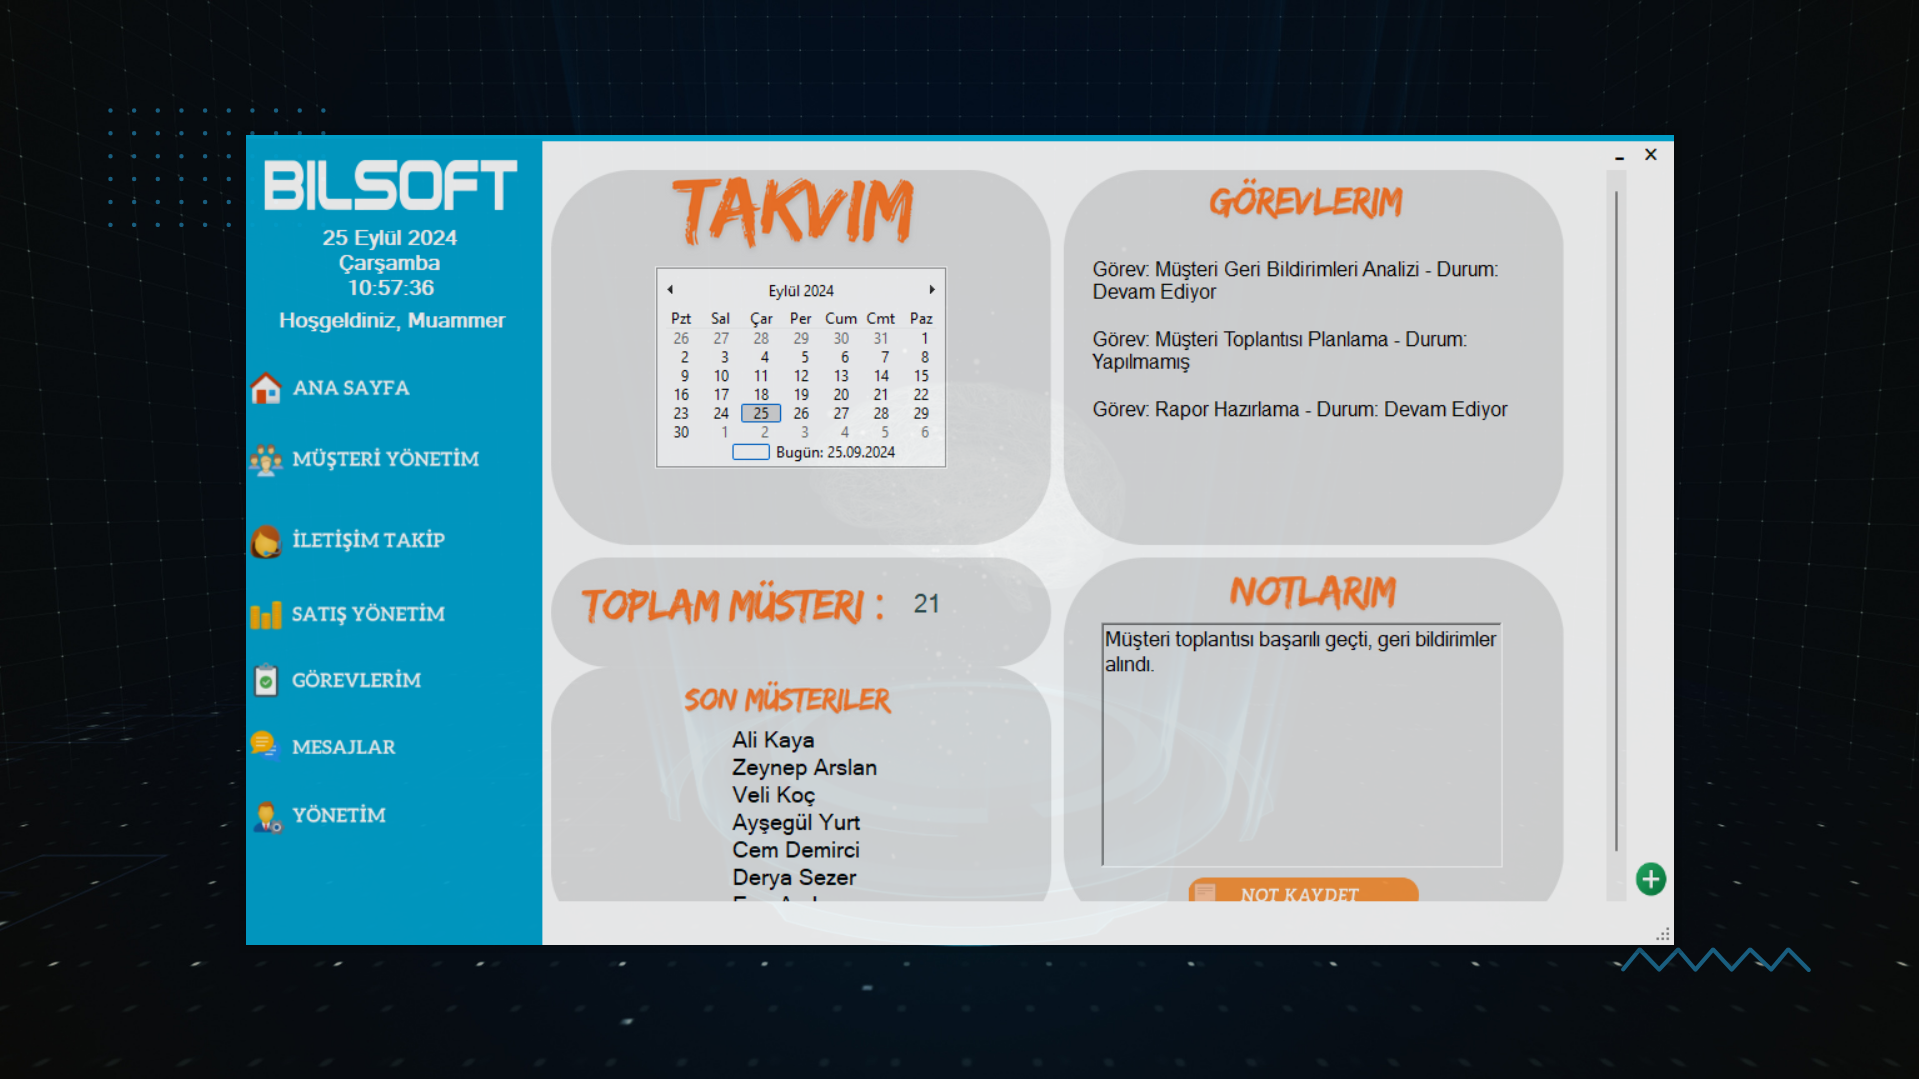 BILSOFT
25 Eylül 2024
Çarşamba
10:57:36
Hoşgeldiniz, Muammer
ANA SAYFA
MÜŞTERİ YÖNETİM
İLETİŞİM TAKİP
SATIŞ YÖNETİM
GÖREVLERİM
MESAJLAR
YÖNETİM
TAKVIM
Eylül 2024
Pzt Sal Çar Per Cum Cmt Paz
26 27 28 29 30 31 1
2 3 4 5 6 7 8
9 10 11 12 13 14 15
16 17 18 19 20 21 22
23 24 25 26 27 28 29
30 1 2 3 4 5 6
Bugün: 25.09.2024
GÖREVLERIM
Görev: Müşteri Geri Bildirimleri Analizi - Durum:
Devam Ediyor
Görev: Müşteri Toplantısı Planlama - Durum:
Yapılmamış
Görev: Rapor Hazırlama - Durum: Devam Ediyor
TOPLAM MÜSTERI : 21
SON MÜSTERILER
Ali Kaya
Zeynep Arslan
Veli Koç
Ayşegül Yurt
Cem Demirci
Derya Sezer
NOTLARIM
Müşteri toplantısı başarılı geçti, geri bildirimler
alındı.
NOT KAYDET